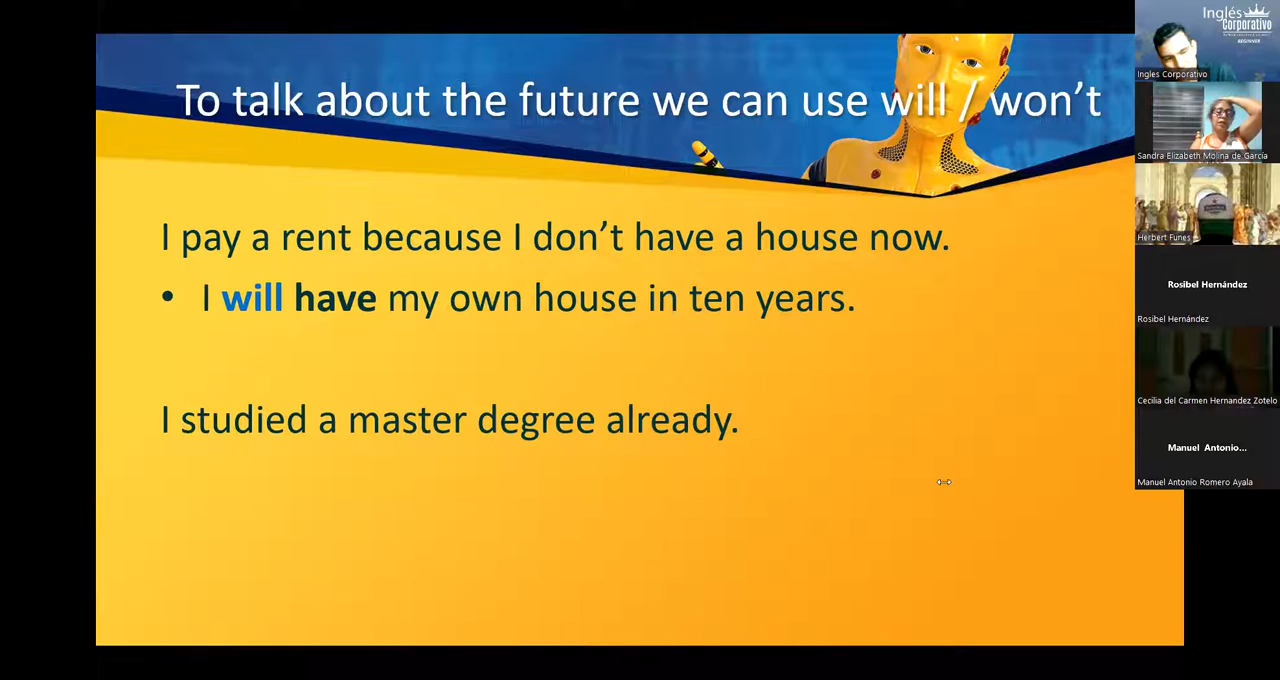 To talk about the future we can use will / won't
I pay a rent because I don't have a house now.
• I will have my own house in ten years.
I studied a master degree already.
Inglés
Corporativo
BEGINNER
Ingles Corporativo
Sandra Elizabeth Molina de García
Herbert Funes
Rosibel Hernández
Rosibel Hernández
Cecilia del Carmen Hernandez Zotelo
Manuel Antonio...
Manuel Antonio Romero Ayala